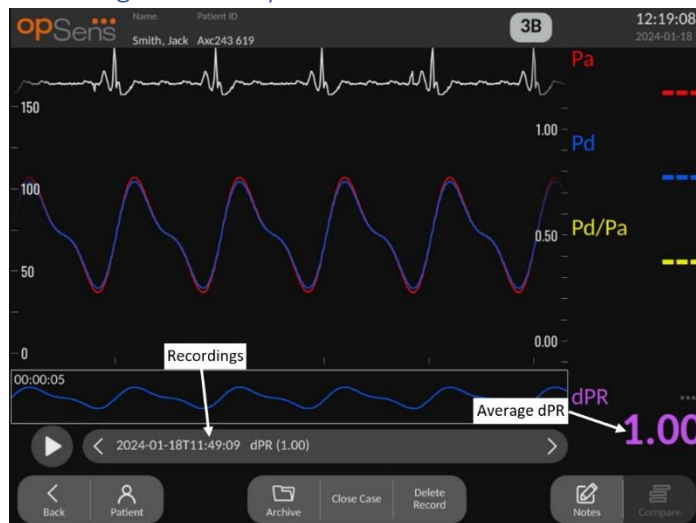 opSens
Name Patient ID
Smith, Jack Axc243 619
3B
12:19:08
2024-01-18
Pa
150
1.00
Pd
100
0.50
Pd/Pa
50
0.00
0
Recordings
00:00:05
dPR
Average dPR
1.00
2024-01-18T11:49:09 dPR (1.00)
Back
Patient
Archive
Close Case
Delete
Record
Notes
Compare